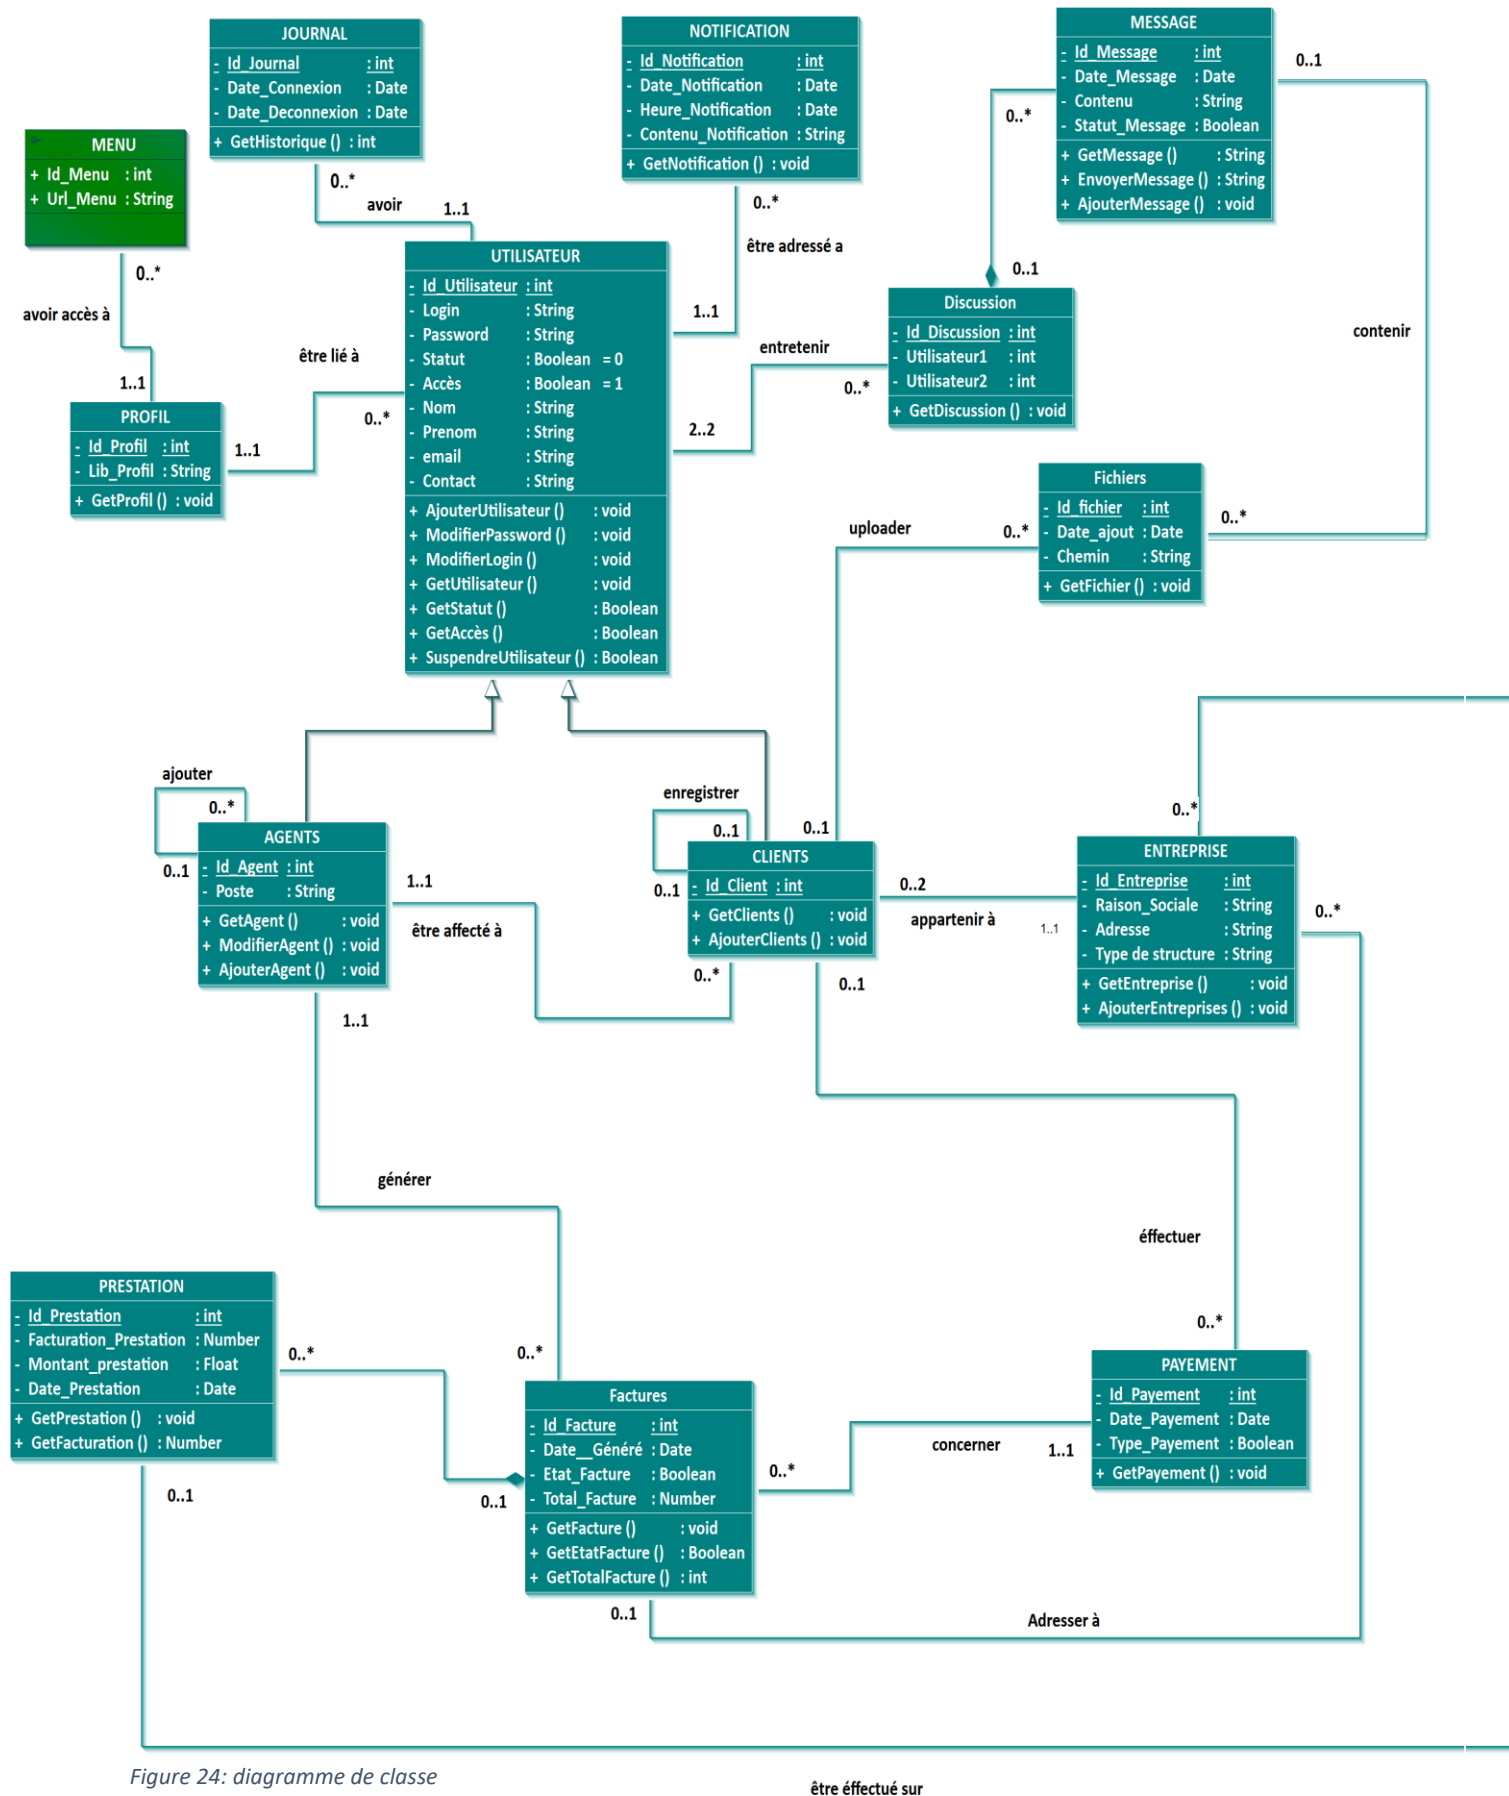 JOURNAL
- Id_Journal : int
- Date_Connexion : Date
- Date_Deconnexion : Date
+ GetHistorique () : int
NOTIFICATION
- Id_Notification : int
- Date_Notification : Date
- Heure_Notification : Date
- Contenu_Notification : String
+ GetNotification () : void
MESSAGE
- Id_Message : int
- Date_Message : Date
- Contenu : String
- Statut_Message : Boolean
+ GetMessage () : String
+ EnvoyerMessage () : String
+ AjouterMessage () : void
0..1
0..*
MENU
+ Id_Menu : int
+ Url_Menu : String
0..*
avoir
1..1
0..*
être adressé a
0..*
avoir accès à
1..1
UTILISATEUR
- Id_Utilisateur : int
- Login : String
- Password : String
- Statut : Boolean = 0
- Accès : Boolean = 1
- Nom : String
- Prenom : String
- email : String
- Contact : String
+ AjouterUtilisateur () : void
+ ModifierPassword () : void
+ ModifierLogin () : void
+ GetUtilisateur () : void
+ GetStatut () : Boolean
+ GetAccès () : Boolean
+ SuspendreUtilisateur () : Boolean
1..1
0..1
Discussion
- Id_Discussion : int
- Utilisateur1 : int
- Utilisateur2 : int
+ GetDiscussion () : void
contenir
entretenir
0..*
2..2
être lié à
0..*
1..1
PROFIL
- Id_Profil : int
- Lib_Profil : String
+ GetProfil () : void
Fichiers
- Id_fichier : int
- Date_ajout : Date
- Chemin : String
+ GetFichier () : void
0..*
uploader
0..*
ajouter
0..*
0..1
AGENTS
- Id_Agent : int
- Poste : String
+ GetAgent () : void
+ ModifierAgent () : void
+ AjouterAgent () : void
enregistrer
0..1
0..1
0..1
CLIENTS
- Id_Client : int
+ GetClients () : void
+ AjouterClients () : void
0..*
ENTREPRISE
- Id_Entreprise : int
- Raison_Sociale : String
- Adresse : String
- Type de structure : String
+ GetEntreprise () : void
+ AjouterEntreprises () : void
0..*
1..1
être affecté à
0..*
0..2
appartenir à
1..1
0..1
1..1
générer
éffectuer
PRESTATION
- Id_Prestation : int
- Facturation_Prestation : Number
- Montant_prestation : Float
- Date_Prestation : Date
+ GetPrestation () : void
+ GetFacturation () : Number
0..*
0..*
0..*
Factures
- Id_Facture : int
- Date__Généré : Date
- Etat_Facture : Boolean
- Total_Facture : Number
+ GetFacture () : void
+ GetEtatFacture () : Boolean
+ GetTotalFacture () : int
PAYEMENT
- Id_Payement : int
- Date_Payement : Date
- Type_Payement : Boolean
+ GetPayement () : void
concerner
1..1
0..*
0..1
0..1
0..1
Adresser à
Figure 24: diagramme de classe
être éffectué sur